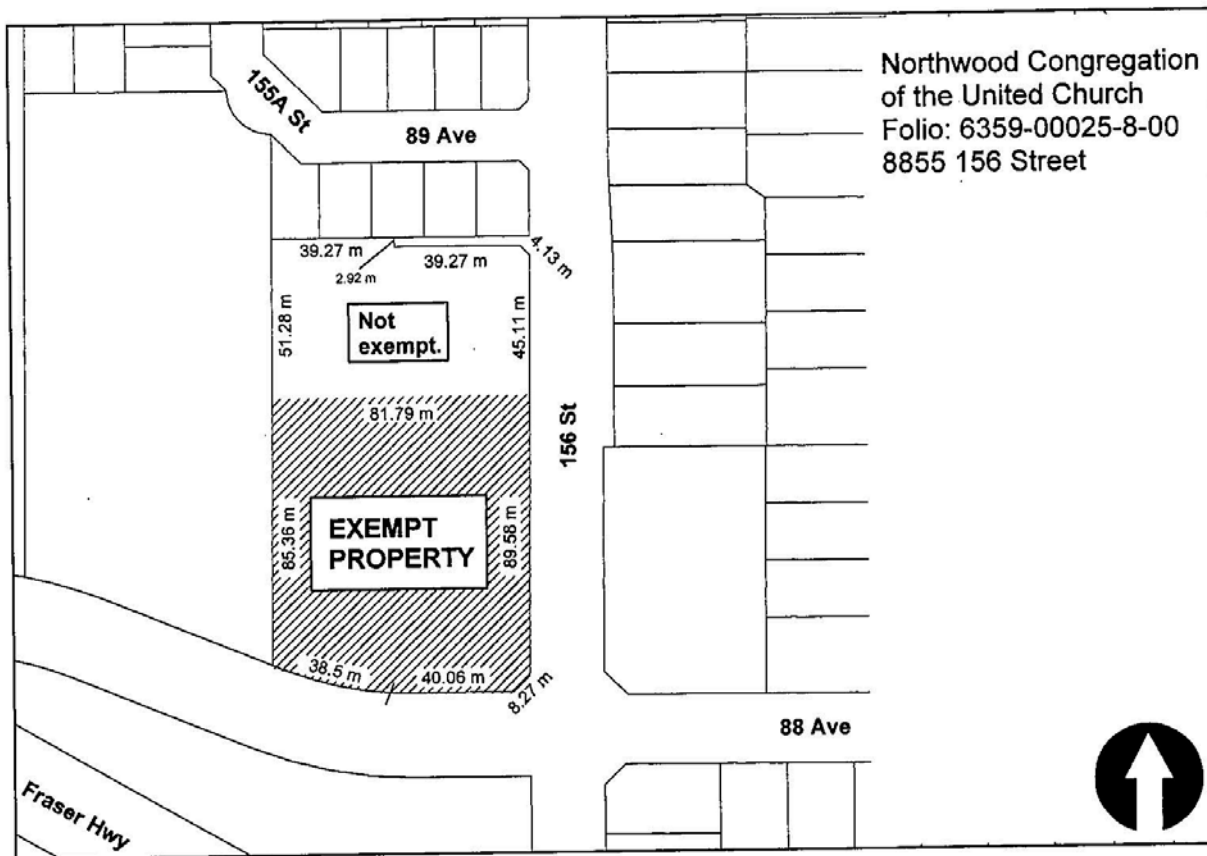 Northwood Congregation
of the United Church
Folio: 6359-00025-8-00
8855 156 Street
155A St
89 Ave
39.27 m
39.27 m
4.13 m
2.92 m
51.28 m
Not
exempt.
45.11 m
81.79 m
156 St
85.36 m
EXEMPT
PROPERTY
89.58 m
38.5 m
40.06 m
8.27 m
88 Ave
Fraser Hwy